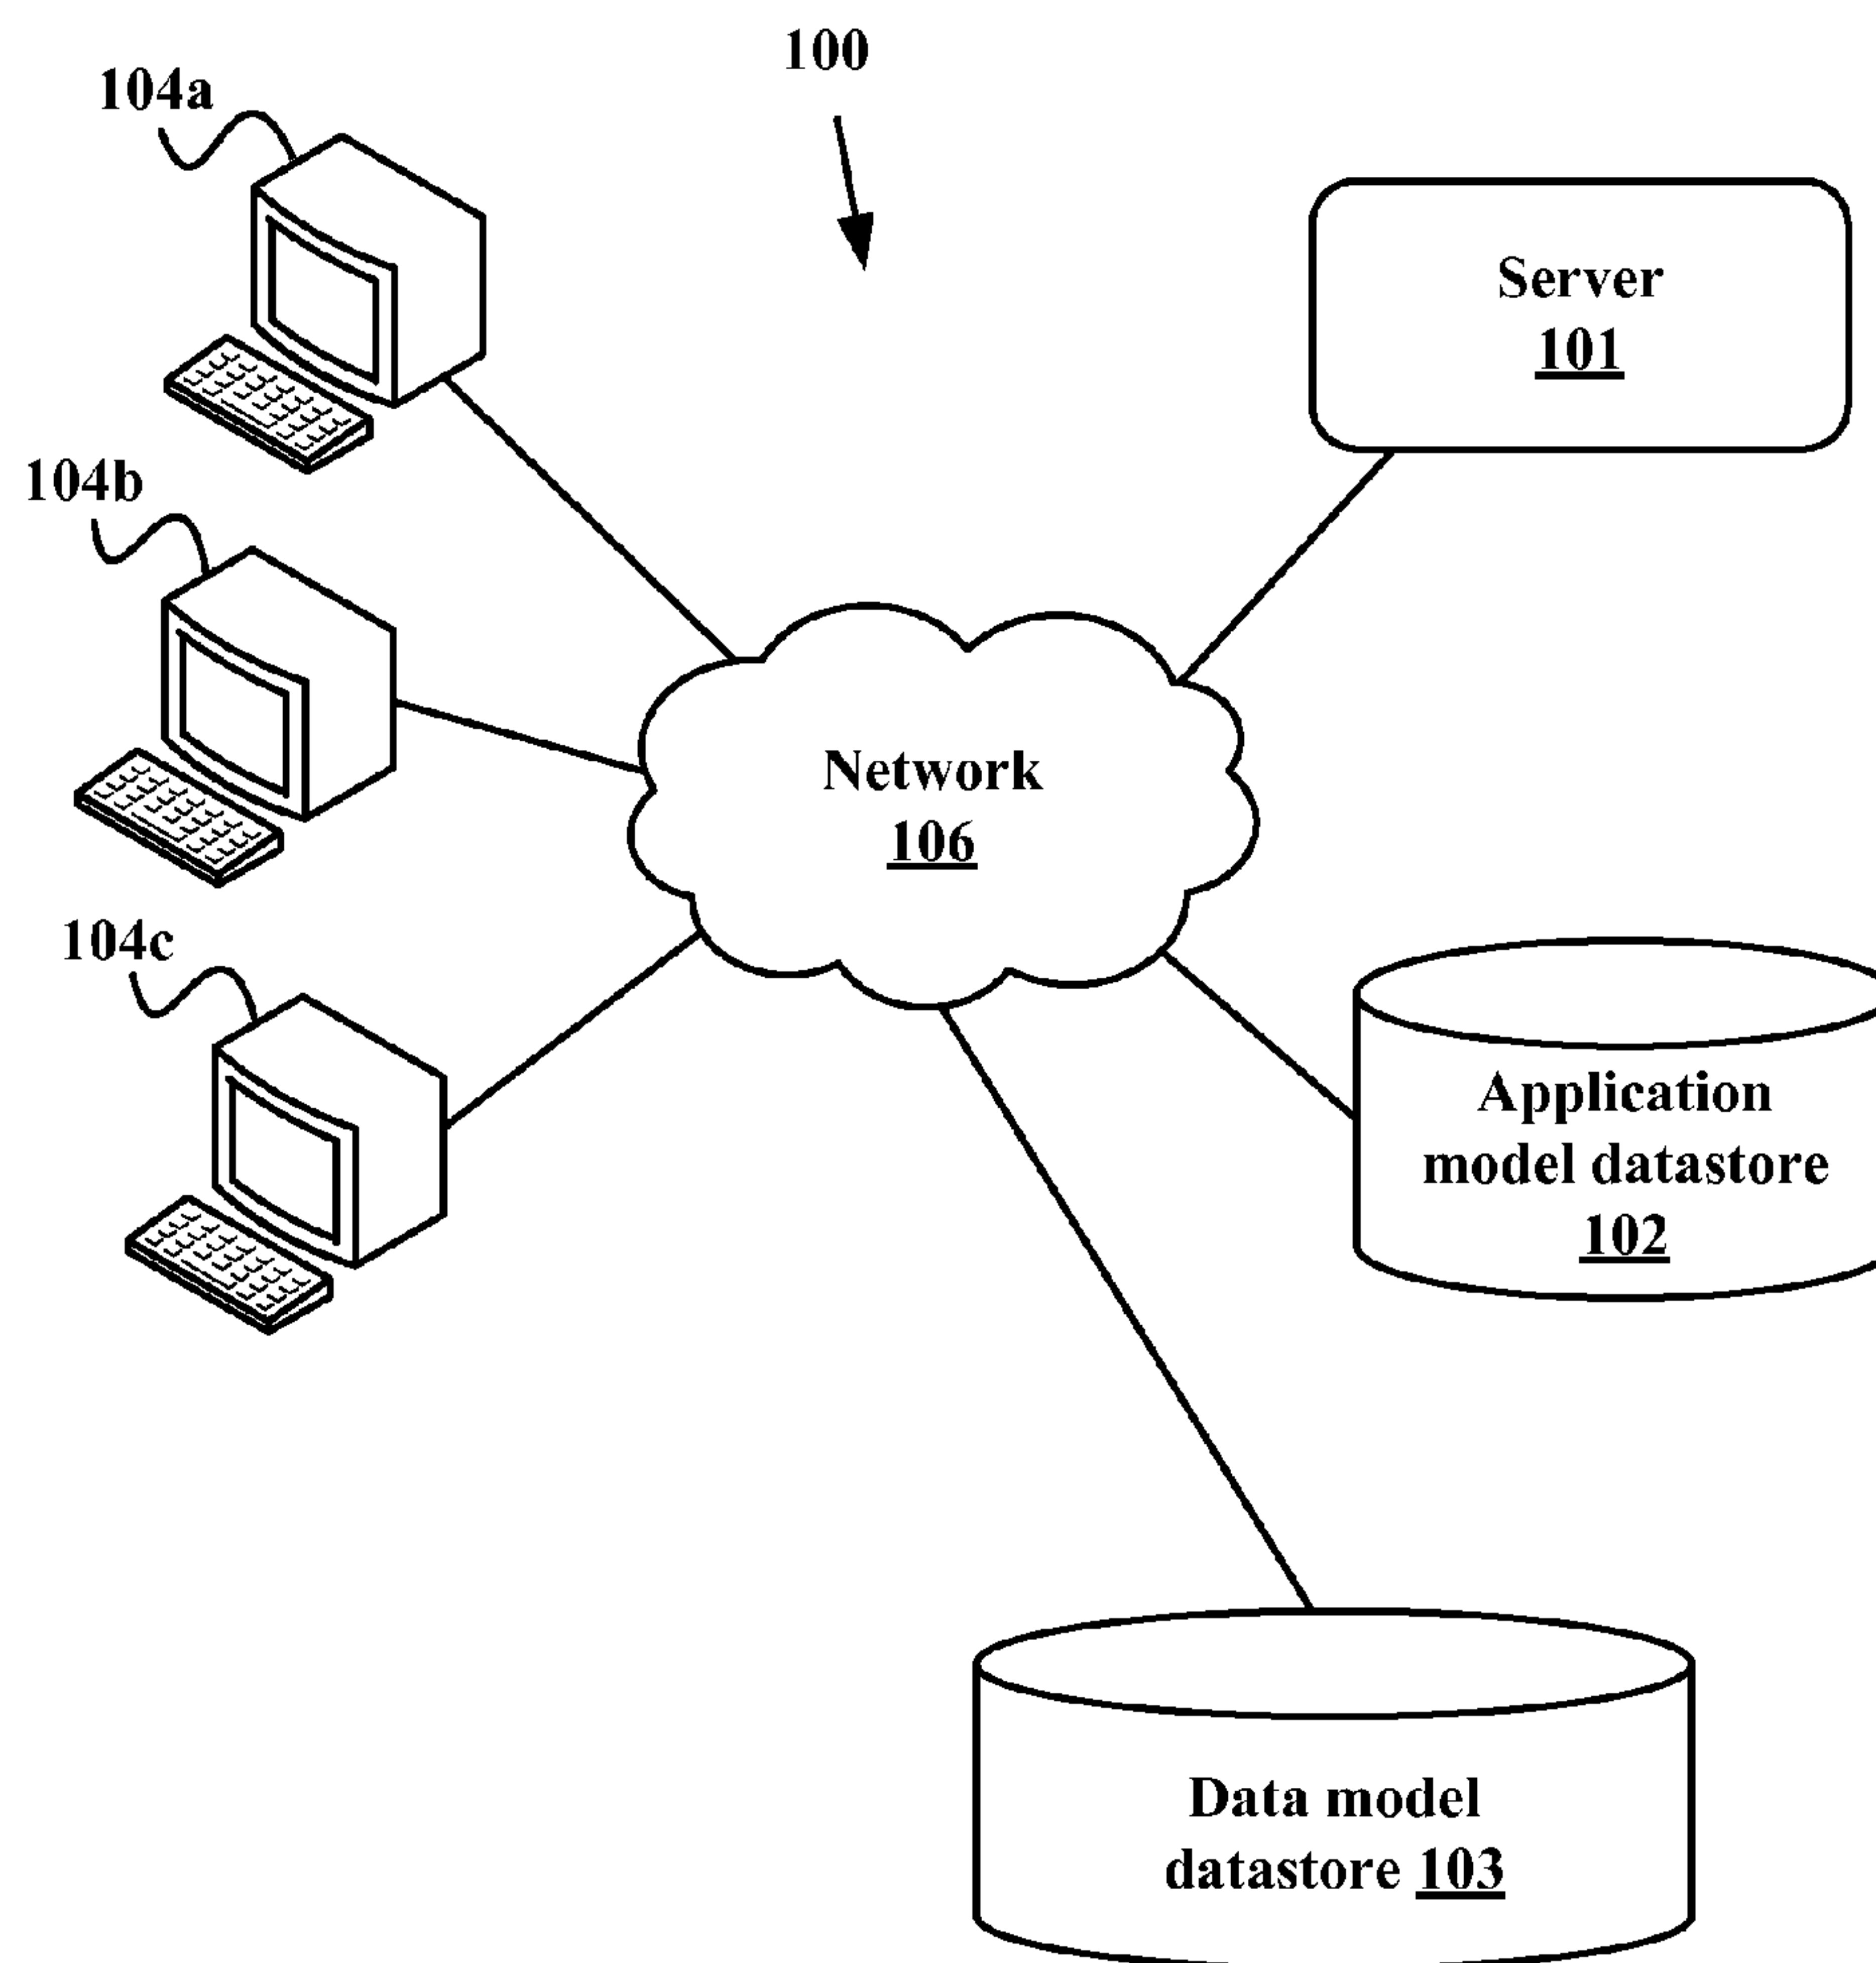 100
104a
Server
101
104b
Network
106
104c
Application
model datastore
102
Data model
datastore 103